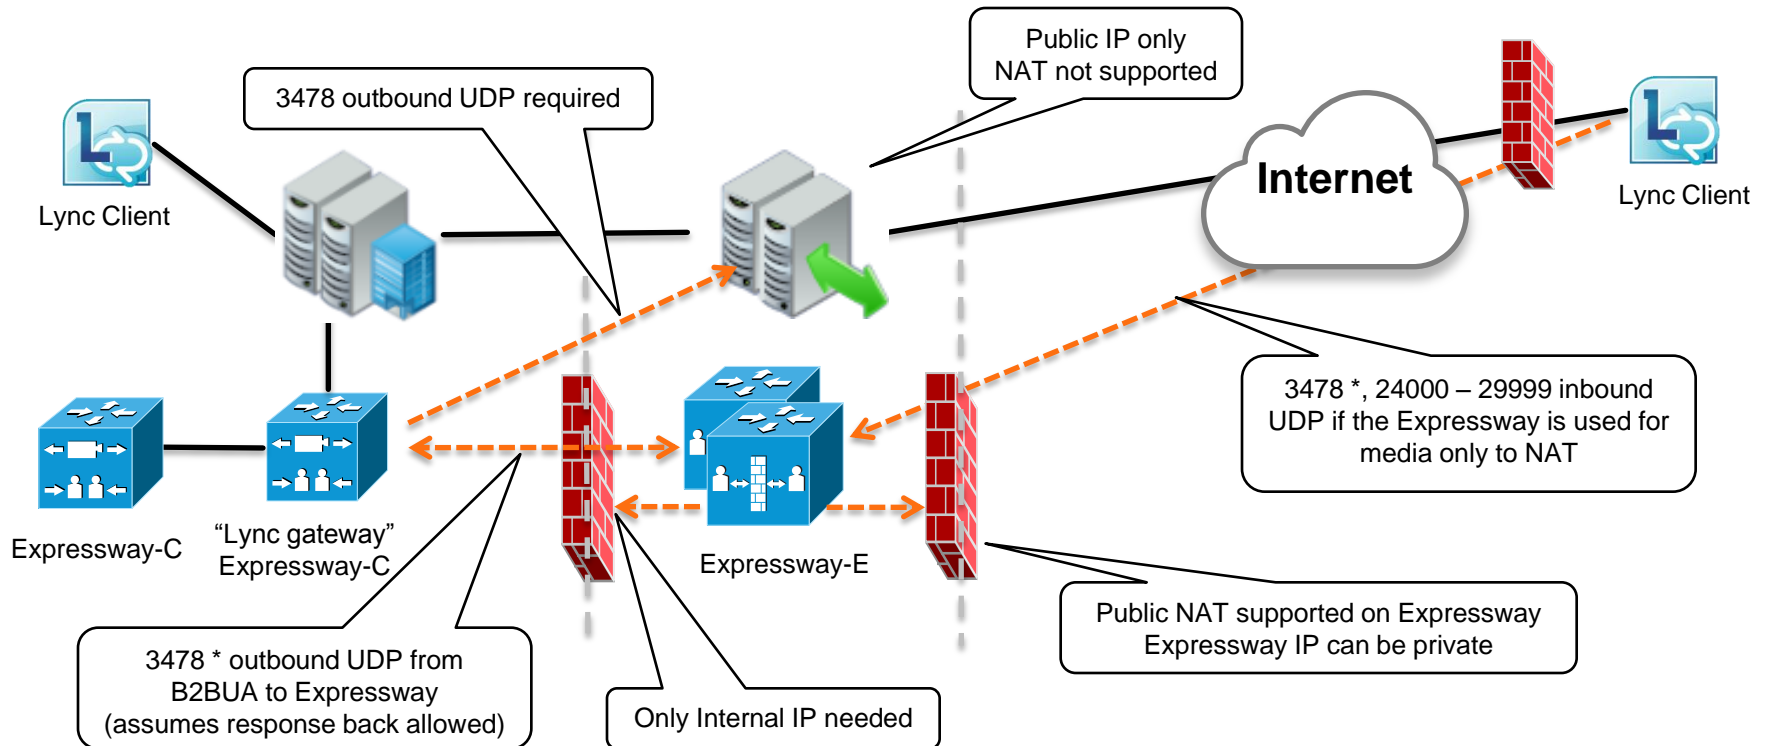 Public IP only
NAT not supported
3478 outbound UDP required
Lync Client
Internet
Lync Client
3478 *, 24000 – 29999 inbound
UDP if the Expressway is used for
media only to NAT
Expressway-C
“Lync gateway”
Expressway-C
Expressway-E
Public NAT supported on Expressway
Expressway IP can be private
3478 * outbound UDP from
B2BUA to Expressway
(assumes response back allowed)
Only Internal IP needed